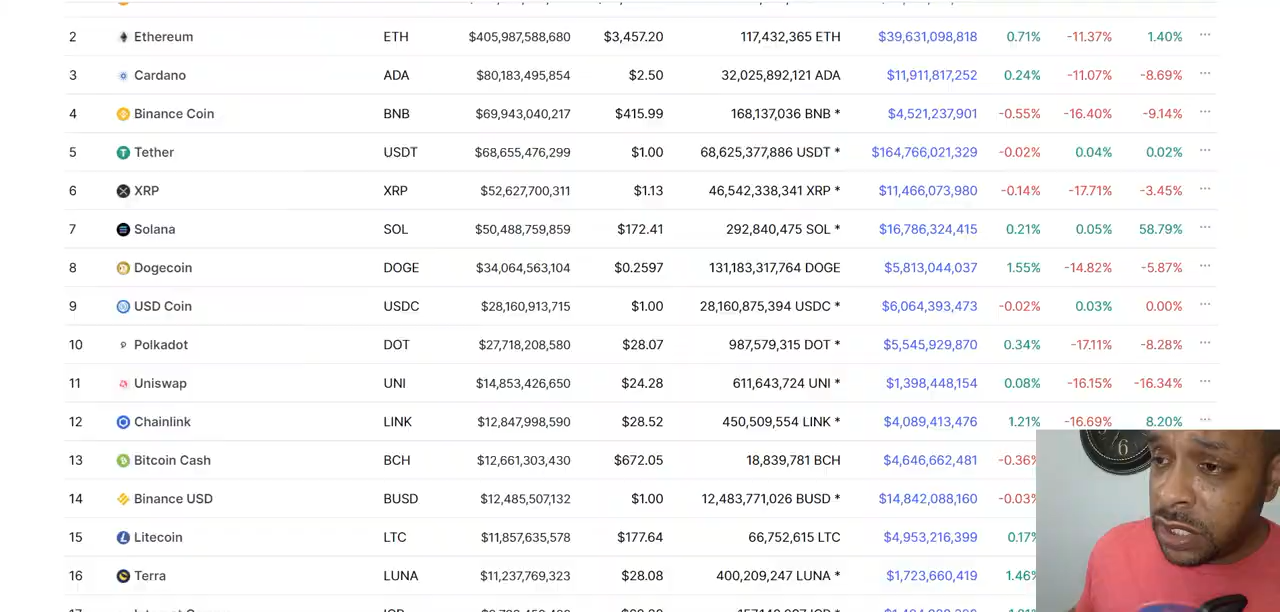 2 Ethereum ETH $405,987,588,680 $3,457.20 117,432,365 ETH $39,631,098,818 0.71% -11.37% 1.40% ...
3 Cardano ADA $80,183,495,854 $2.50 32,025,892,121 ADA $11,911,817,252 0.24% -11.07% -8.69% ...
4 Binance Coin BNB $69,943,040,217 $415.99 168,137,036 BNB * $4,521,237,901 -0.55% -16.40% -9.14% ...
5 Tether USDT $68,655,476,299 $1.00 68,625,377,886 USDT * $164,766,021,329 -0.02% 0.04% 0.02% ...
6 XRP XRP $52,627,700,311 $1.13 46,542,338,341 XRP * $11,466,073,980 -0.14% -17.71% -3.45% ...
7 Solana SOL $50,488,759,859 $172.41 292,840,475 SOL * $16,786,324,415 0.21% 0.05% 58.79% ...
8 Dogecoin DOGE $34,064,563,104 $0.2597 131,183,317,764 DOGE $5,813,044,037 1.55% -14.82% -5.87% ...
9 USD Coin USDC $28,160,913,715 $1.00 28,160,875,394 USDC * $6,064,393,473 -0.02% 0.03% 0.00% ...
10 Polkadot DOT $27,718,208,580 $28.07 987,579,315 DOT * $5,545,929,870 0.34% -17.11% -8.28% ...
11 Uniswap UNI $14,853,426,650 $24.28 611,643,724 UNI * $1,398,448,154 0.08% -16.15% -16.34% ...
12 Chainlink LINK $12,847,998,590 $28.52 450,509,554 LINK * $4,089,413,476 1.21% -16.69% 8.20% ...
13 Bitcoin Cash BCH $12,661,303,430 $672.05 18,839,781 BCH $4,646,662,481 -0.36%
14 Binance USD BUSD $12,485,507,132 $1.00 12,483,771,026 BUSD * $14,842,088,160 -0.03%
15 Litecoin LTC $11,857,635,578 $177.64 66,752,615 LTC $4,953,216,399 0.17%
16 Terra LUNA $11,237,769,323 $28.08 400,209,247 LUNA * $1,723,660,419 1.46%
6